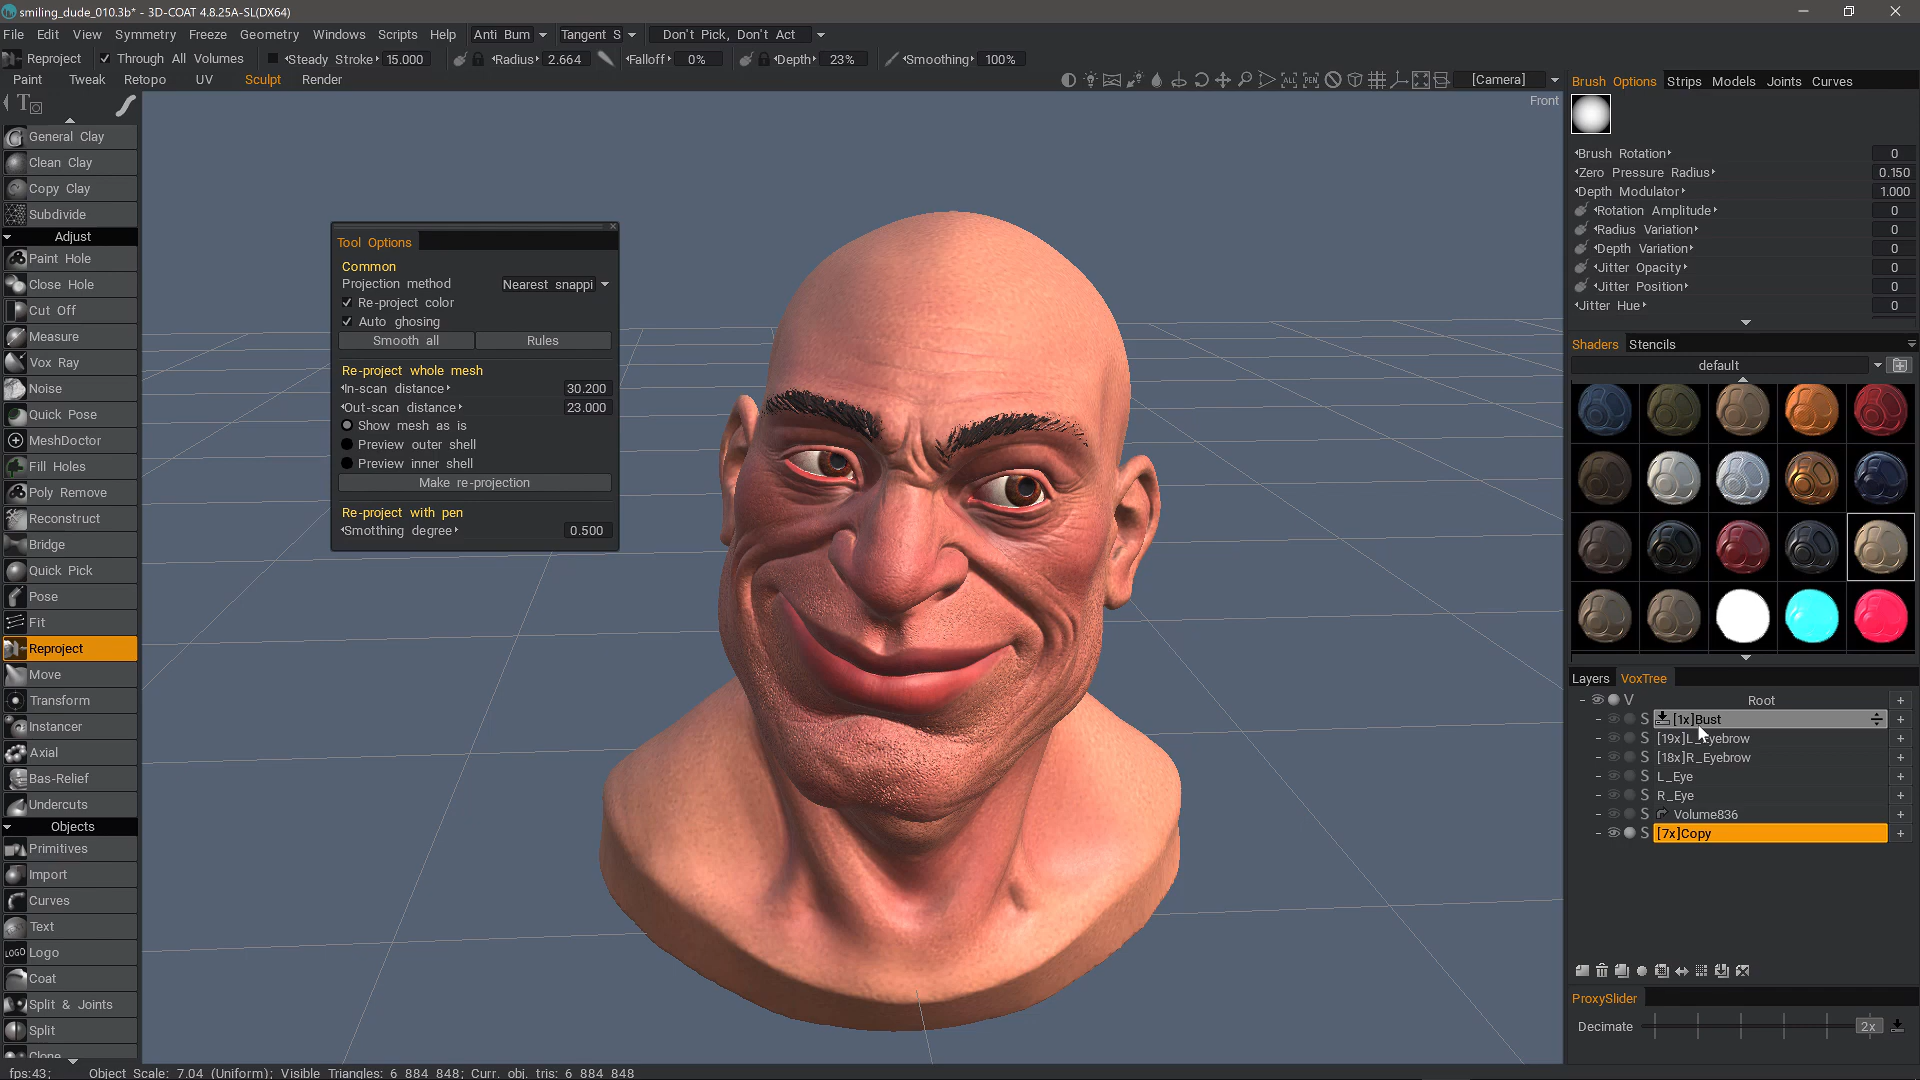 smiling_dude_010.3b* - 3D-COAT 4.8.25A-SL(DX64)
File Edit View Symmetry Freeze Geometry Windows Scripts Help Anti Bum Tangent S Don't Pick, Don't Act
Reproject Through All Volumes Steady Stroke 15.000 Radius 2.664 Falloff 0% Depth 23% Smoothing 100%
Paint Tweak Retopo UV Sculpt Render [Camera]
Front
General Clay
Clean Clay
Copy Clay
Subdivide
Adjust
Paint Hole
Close Hole
Cut Off
Measure
Vox Ray
Noise
Quick Pose
MeshDoctor
Fill Holes
Poly Remove
Reconstruct
Bridge
Quick Pick
Pose
Fit
Reproject
Move
Transform
Instancer
Axial
Bas-Relief
Undercuts
Objects
Primitives
Import
Curves
Text
LOGO Logo
Coat
Split & Joints
Split
Clone
Tool Options
Common
Projection method Nearest snappi
Re-project color
Auto ghosing
Smooth all Rules
Re-project whole mesh
In-scan distance 30.200
Out-scan distance 23.000
Show mesh as is
Preview outer shell
Preview inner shell
Make re-projection
Re-project with pen
Smotthing degree 0.500
Brush Options Strips Models Joints Curves
Brush Rotation 0
Zero Pressure Radius 0.150
Depth Modulator 1.000
Rotation Amplitude 0
Radius Variation 0
Depth Variation 0
Jitter Opacity 0
Jitter Position 0
Jitter Hue 0
Shaders Stencils
default
Layers VoxTree
V Root +
S [1x]Bust +
S [19x]L_Eyebrow +
S [18x]R_Eyebrow +
S L_Eye +
S R_Eye +
S Volume836 +
S [7x]Copy +
ProxySlider
Decimate 2x
fps:43; Object Scale: 7.04 (Uniform); Visible Triangles: 6 884 848; Curr. obj. tris: 6 884 848